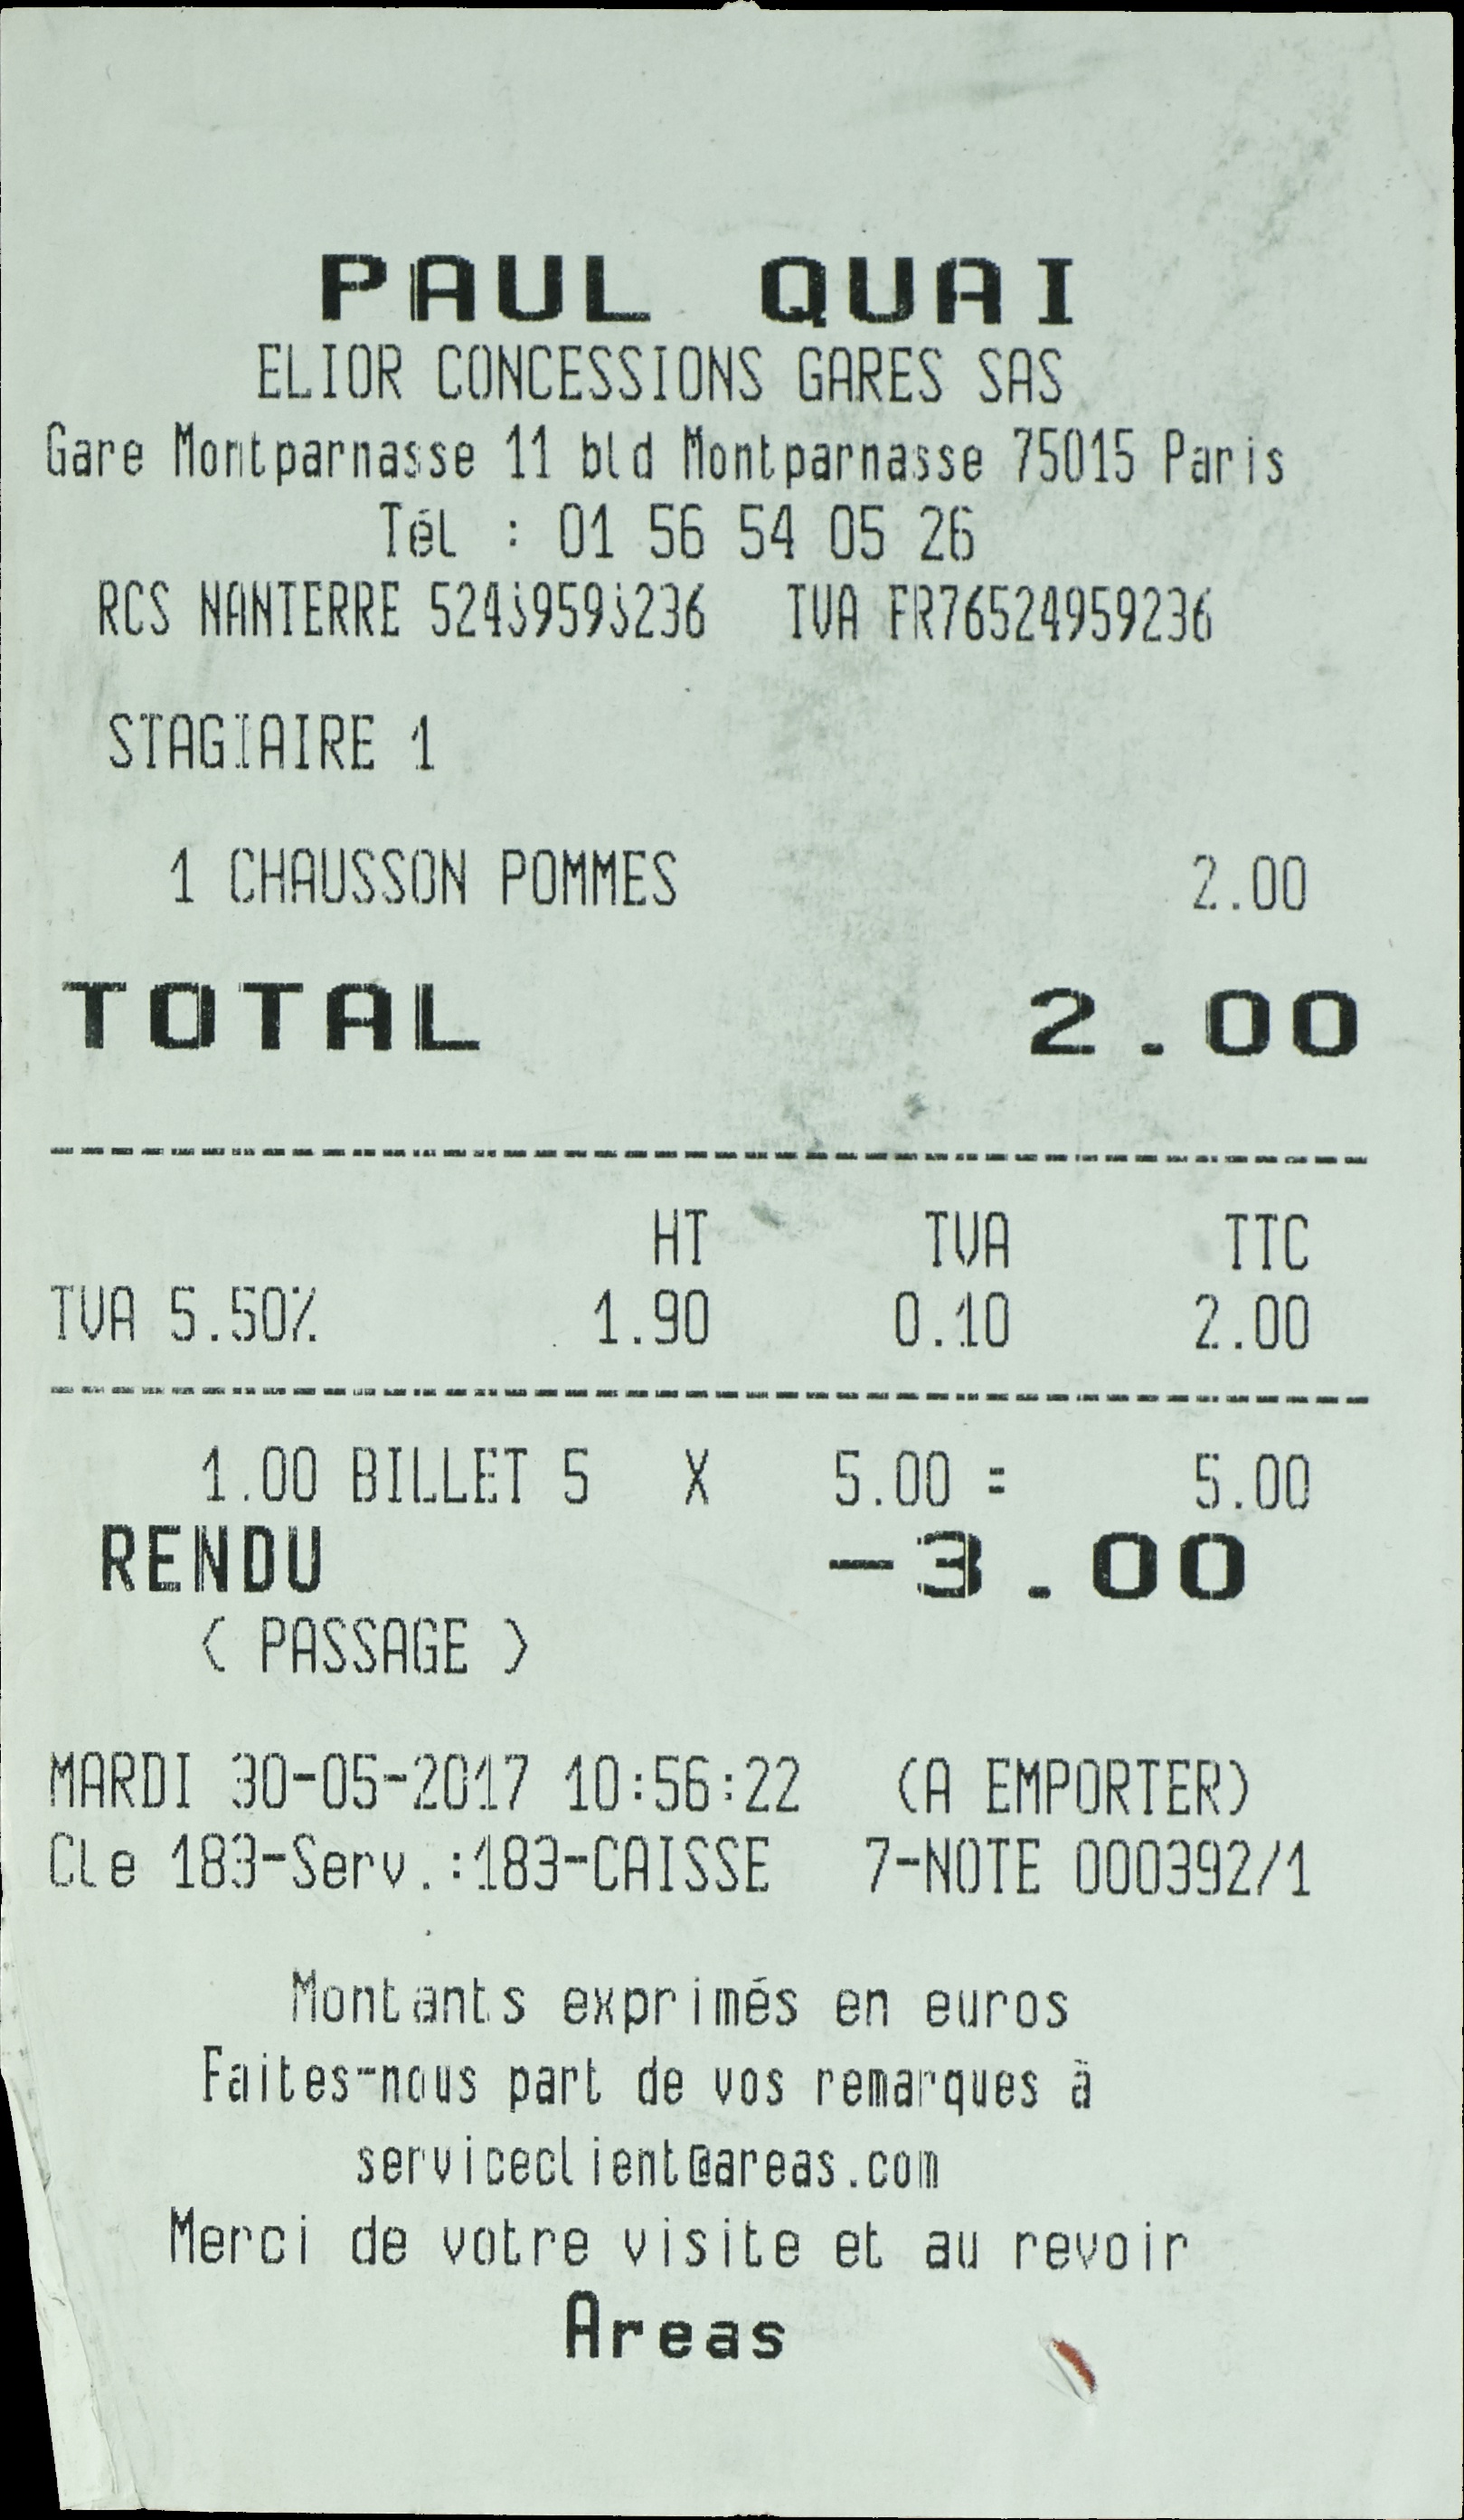 PAUL QUAI
ELIOR CONCESSIONS GARES SAS
Gare Montparnasse 11 bld Montparnasse 75015 Paris
Tél : 01 56 54 05 26
RCS NANTERRE 524j959j236 TVA FR76524959236
STAGIAIRE 1
1 CHAUSSON POMMES 2.00
TOTAL 2.00
HT TVA TTC
TVA 5.50% 1.90 0.10 2.00
1.00 BILLET 5 X 5.00 = 5.00
RENDU -3.00
( PASSAGE )
MARDI 30-05-2017 10:56:22 (A EMPORTER)
Cle 183-Serv.:183-CAISSE 7-NOTE 000392/1
Montants exprimés en euros
Faites-nous part de vos remarques à
serviceclient@areas.com
Merci de votre visite et au revoir
Areas